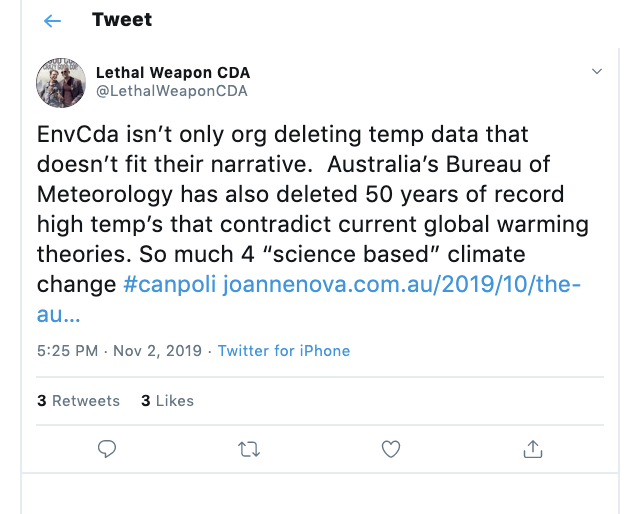 Tweet
Lethal Weapon CDA
@LethalWeaponCDA
EnvCda isn’t only org deleting temp data that
doesn’t fit their narrative.  Australia’s Bureau of
Meteorology has also deleted 50 years of record
high temp’s that contradict current global warming
theories. So much 4 “science based” climate
change #canpoli joannenova.com.au/2019/10/the-
au…
5:25 PM · Nov 2, 2019 · Twitter for iPhone
3 Retweets 3 Likes